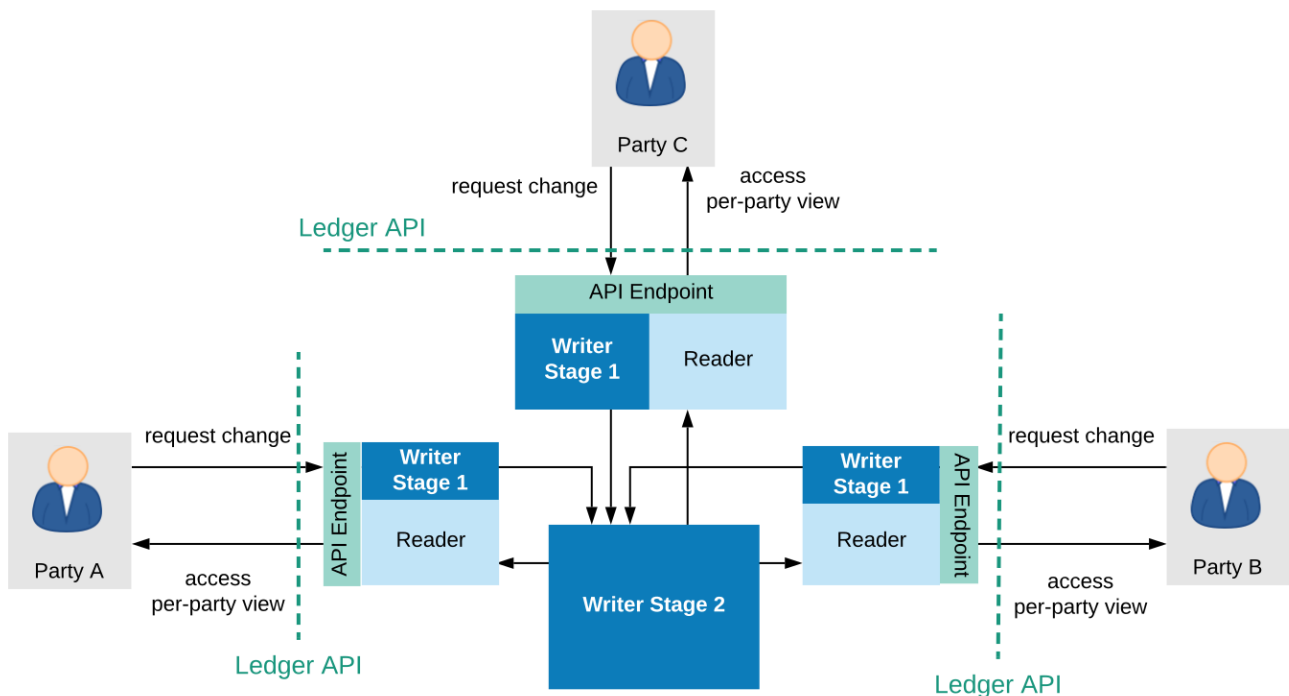 Party C
request change
access
per-party view
Ledger API
API Endpoint
Writer
Stage 1
Reader
request change
API Endpoint
Writer
Stage 1
Reader
Party A
access
per-party view
Ledger API
Writer Stage 2
Writer
Stage 1
Reader
API Endpoint
request change
Party B
access
per-party view
Ledger API